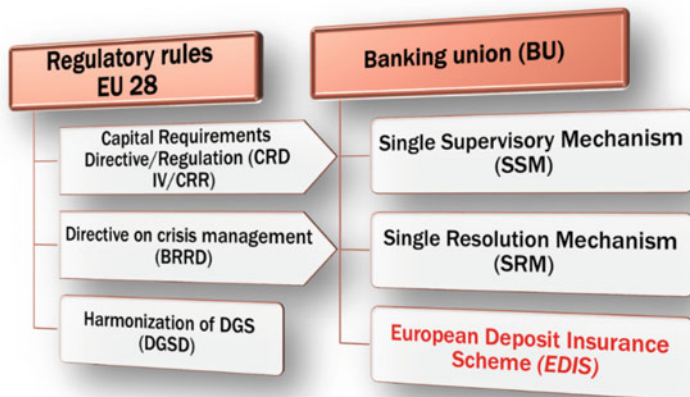 Regulatory rules
EU 28
Capital Requirements
Directive/Regulation (CRD
IV/CRR)
Directive on crisis management
(BRRD)
Harmonization of DGS
(DGSD)
Banking union (BU)
Single Supervisory Mechanism
(SSM)
Single Resolution Mechanism
(SRM)
European Deposit Insurance
Scheme (EDIS)